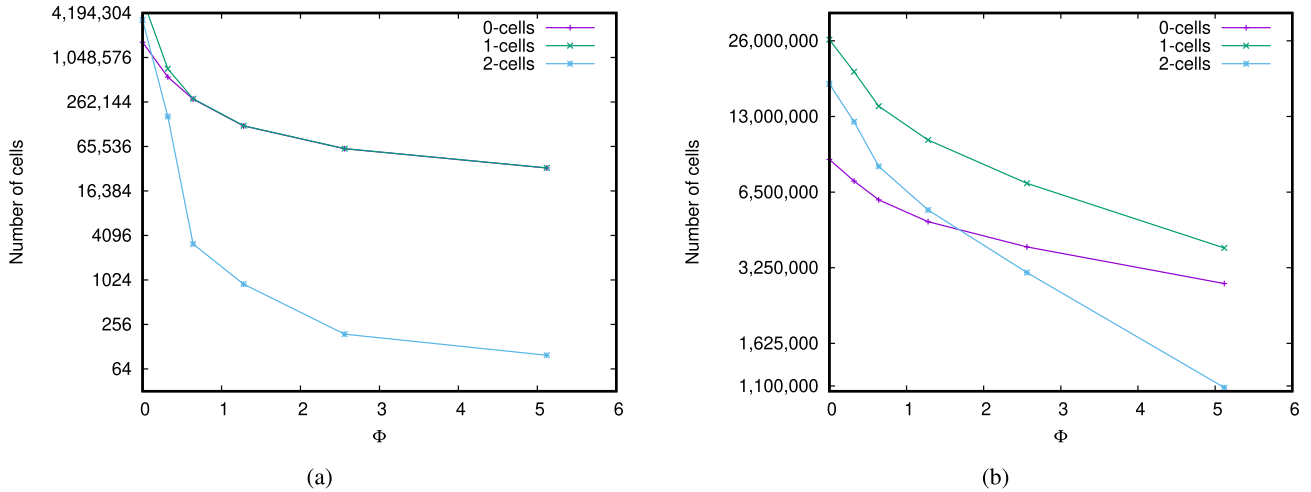 Number of cells
4,194,304
1,048,576
262,144
65,536
16,384
4096
1024
256
64
0 1 2 3 4 5 6
Φ
0-cells
1-cells
2-cells
(a)
Number of cells
26,000,000
13,000,000
6,500,000
3,250,000
1,625,000
1,100,000
0 1 2 3 4 5 6
Φ
0-cells
1-cells
2-cells
(b)